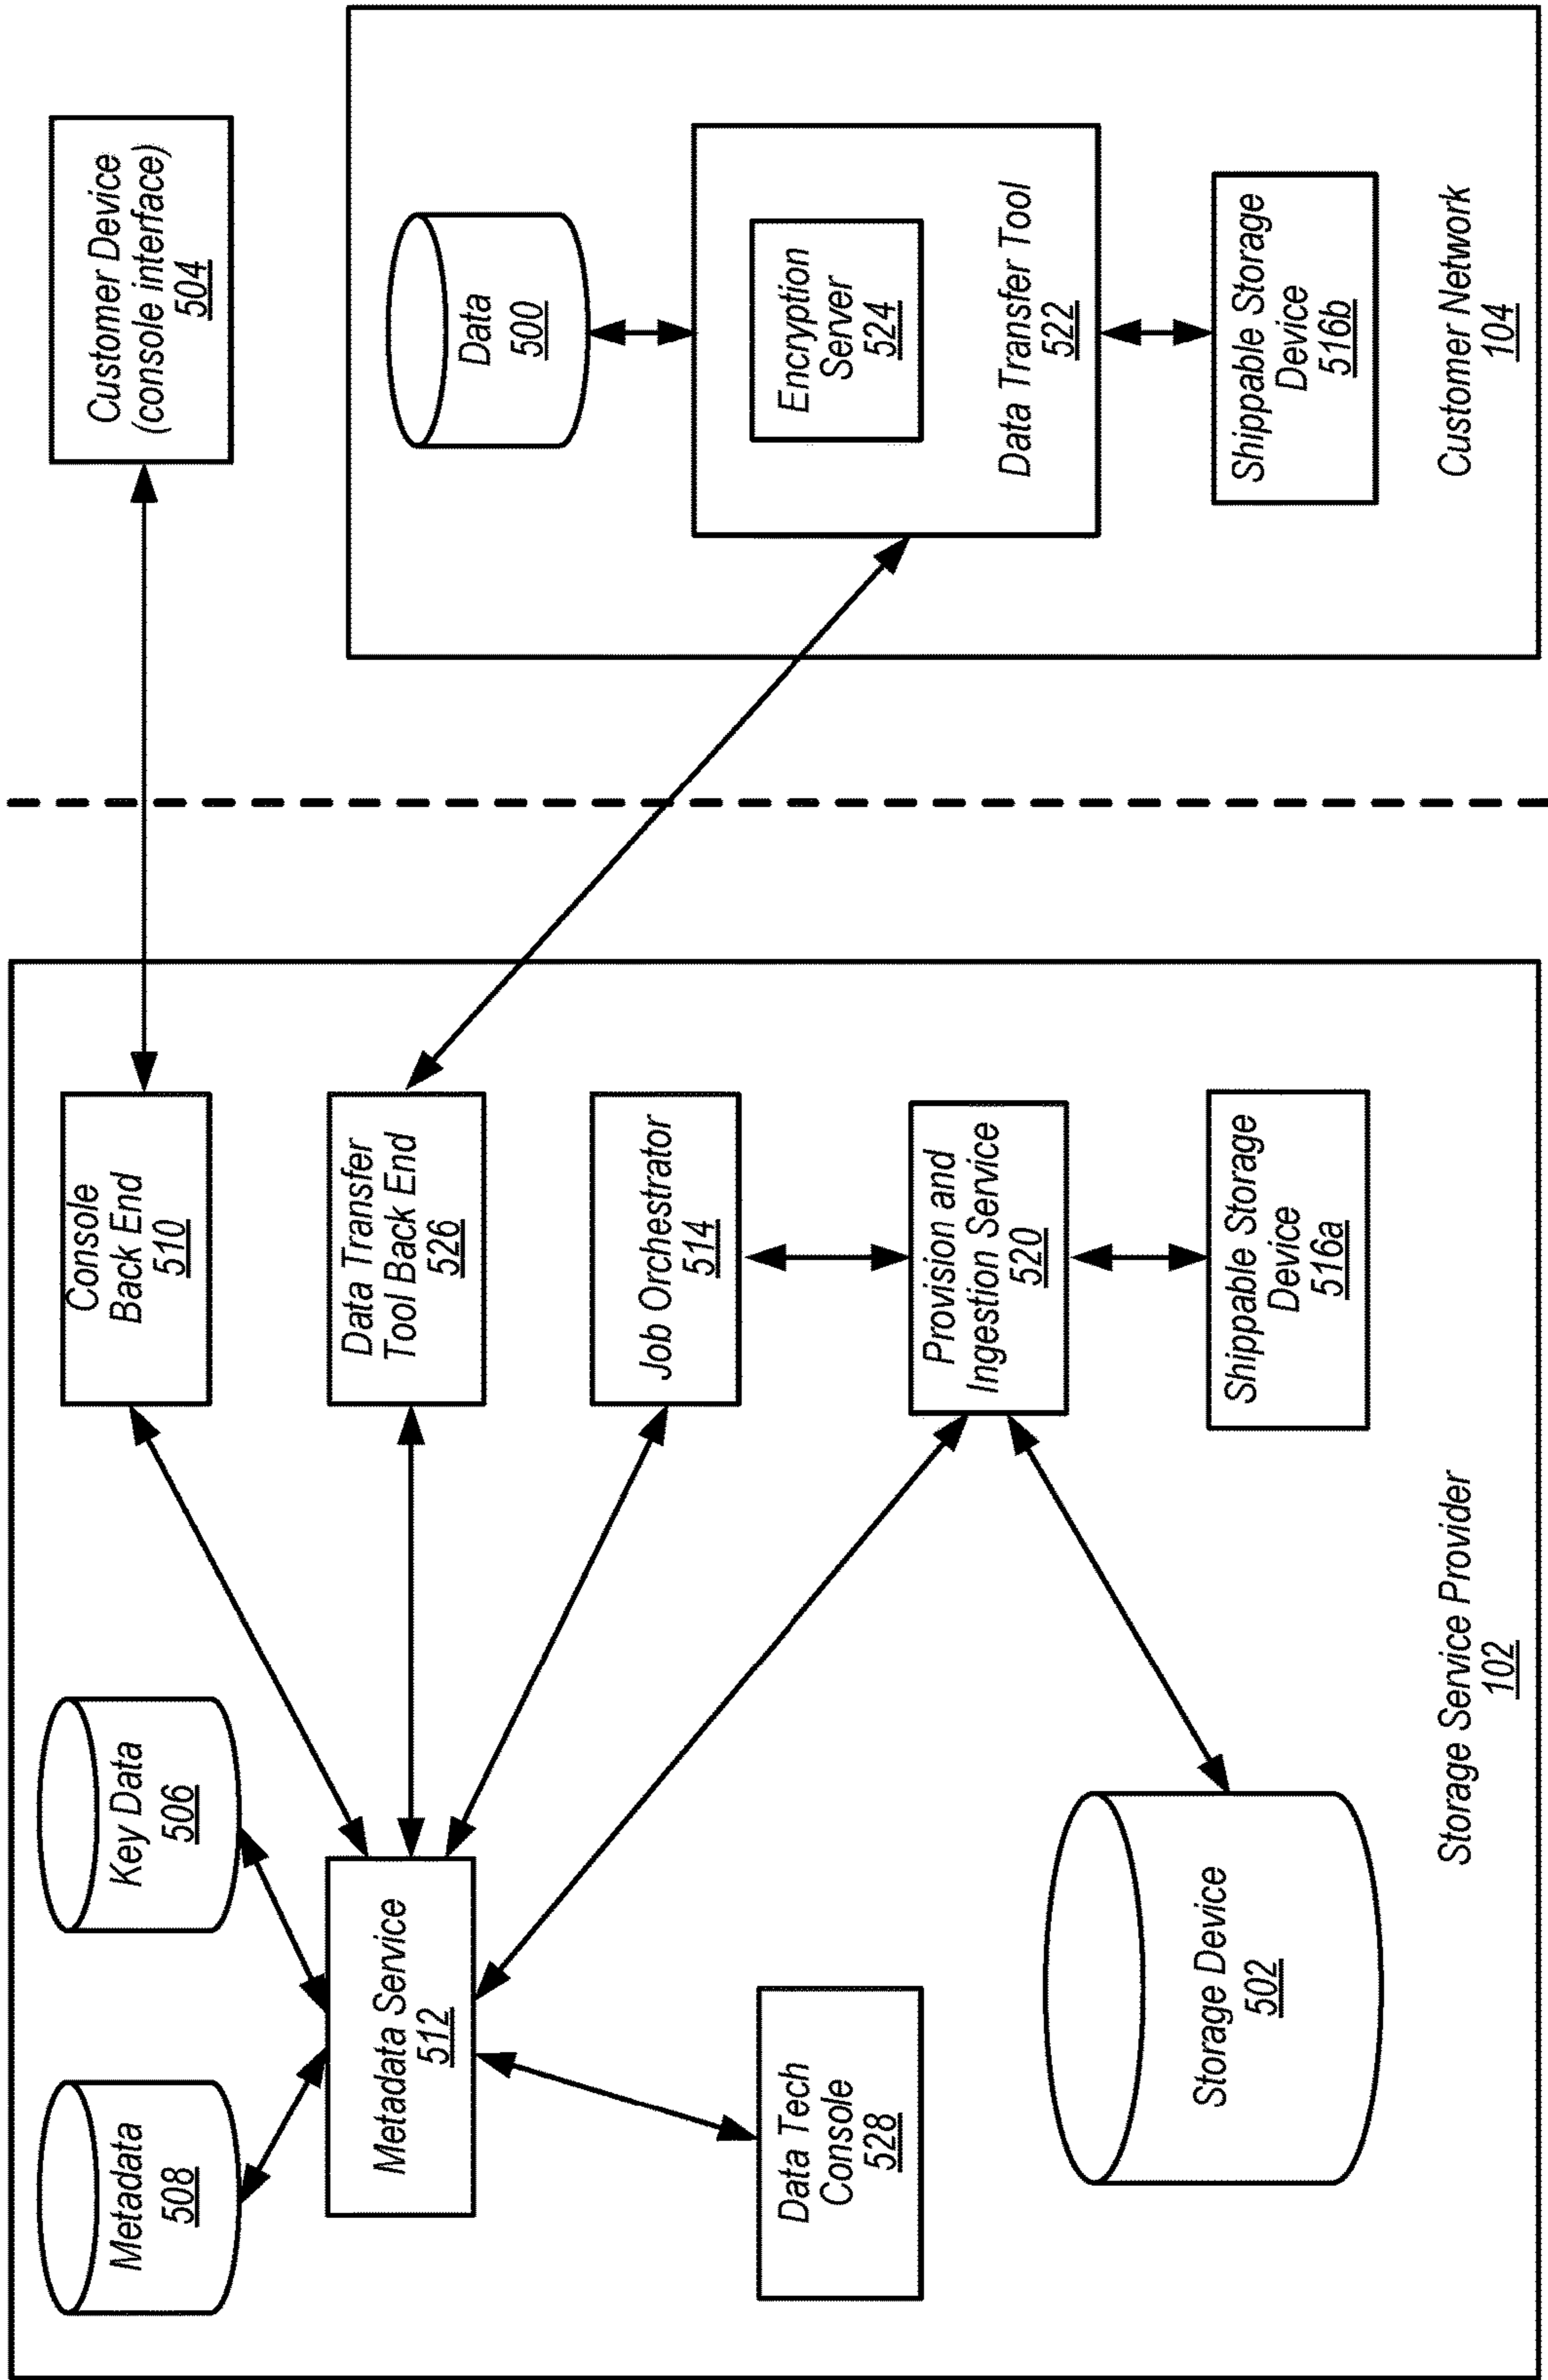 Metadata
508
Key Data
506
Console
Back End
510
Customer Device
(console interface)
504
Metadata Service
512
Data Transfer
Tool Back End
526
Data
500
Job Orchestrator
514
Encryption
Server
524
Data Transfer Tool
522
Data Tech
Console
528
Provision and
Ingestion Service
520
Storage Device
502
Shippable Storage
Device
516a
Shippable Storage
Device
516b
Storage Service Provider
102
Customer Network
104